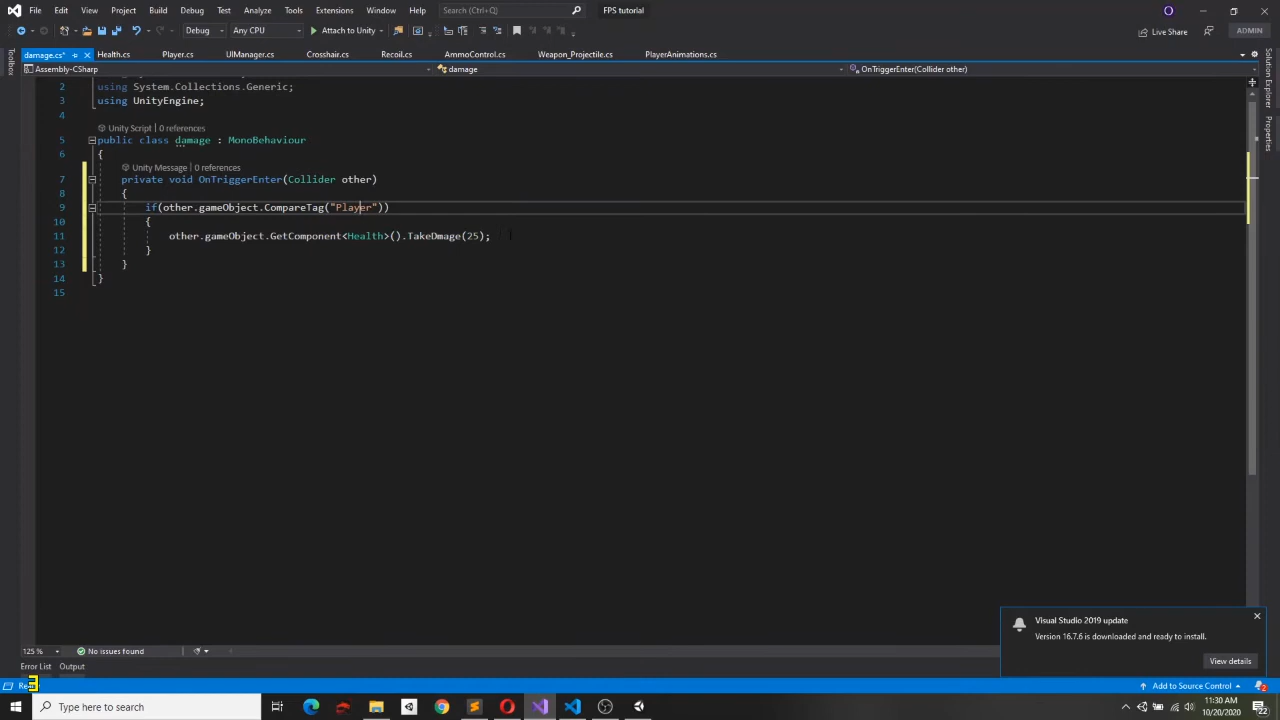 File Edit View Project Build Debug Test Analyze Tools Extensions Window Help Search (Ctrl+Q) FPS tutorial
Debug Any CPU Attach to Unity Live Share ADMIN
damage.cs* Health.cs Player.cs UIManager.cs Crosshair.cs Recoil.cs AmmoControl.cs Weapon_Projectile.cs PlayerAnimations.cs
Assembly-CSharp damage OnTriggerEnter(Collider other)
Toolbox
Solution Explorer
Properties
2 using System.Collections.Generic;
3 using UnityEngine;
4
Unity Script | 0 references
5 public class damage : MonoBehaviour
6 {
Unity Message | 0 references
7 private void OnTriggerEnter(Collider other)
8 {
9 if(other.gameObject.CompareTag("Player"))
10 {
11 other.gameObject.GetComponent<Health>().TakeDmage(25);
12 }
13 }
14 }
15
Visual Studio 2019 update
Version 16.7.6 is downloaded and ready to install.
View details
125 % No issues found
Error List Output
Add to Source Control 2
Type here to search
11:30 AM
10/20/2020